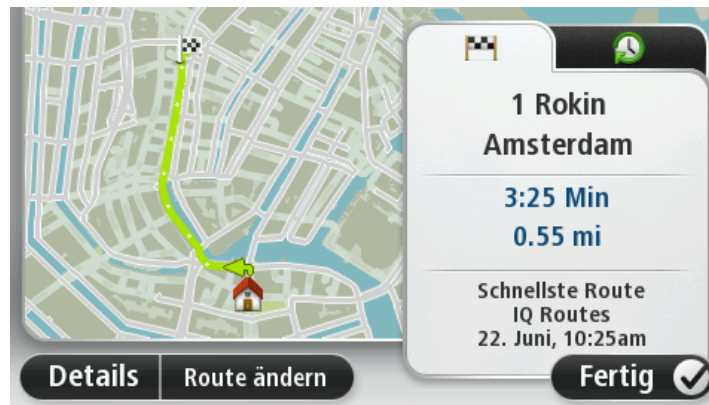 1 Rokin
Amsterdam
3:25 Min
0.55 mi
Schnellste Route
IQ Routes
22. Juni, 10:25am
Details
Route ändern
Fertig